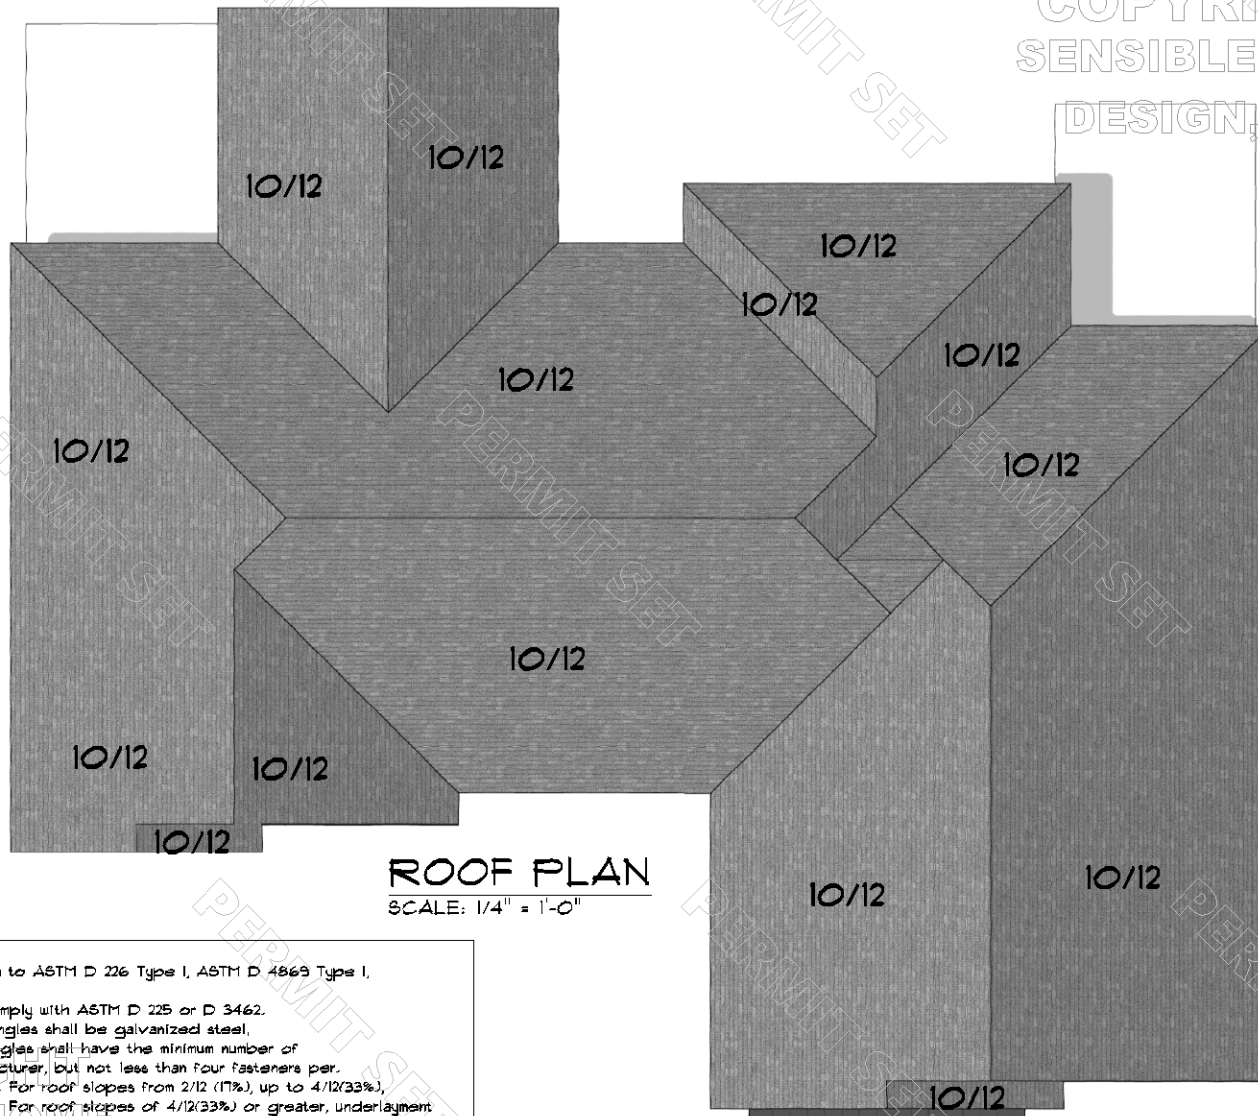 COPYRI
SENSIBLE
DESIGN,
PERMIT SET
PERMIT SET
10/12
10/12
10/12
10/12
10/12
10/12
10/12
10/12
PERMIT SET
PERMIT SET
PERMIT SET
10/12
10/12
10/12
10/12
10/12
10/12
ROOF PLAN
SCALE: 1/4" = 1'-0"
PERMIT SET
PERMIT SET
PER
to ASTM D 226 Type I, ASTM D 4869 Type I,
mply with ASTM D 225 or D 3462.
ngles shall be galvanized steel,
gles shall have the minimum number of
cturer, but not less than four fasteners per
For roof slopes from 2/12 (17%), up to 4/12(33%),
For roof slopes of 4/12(33%) or greater, underlayment
10/12